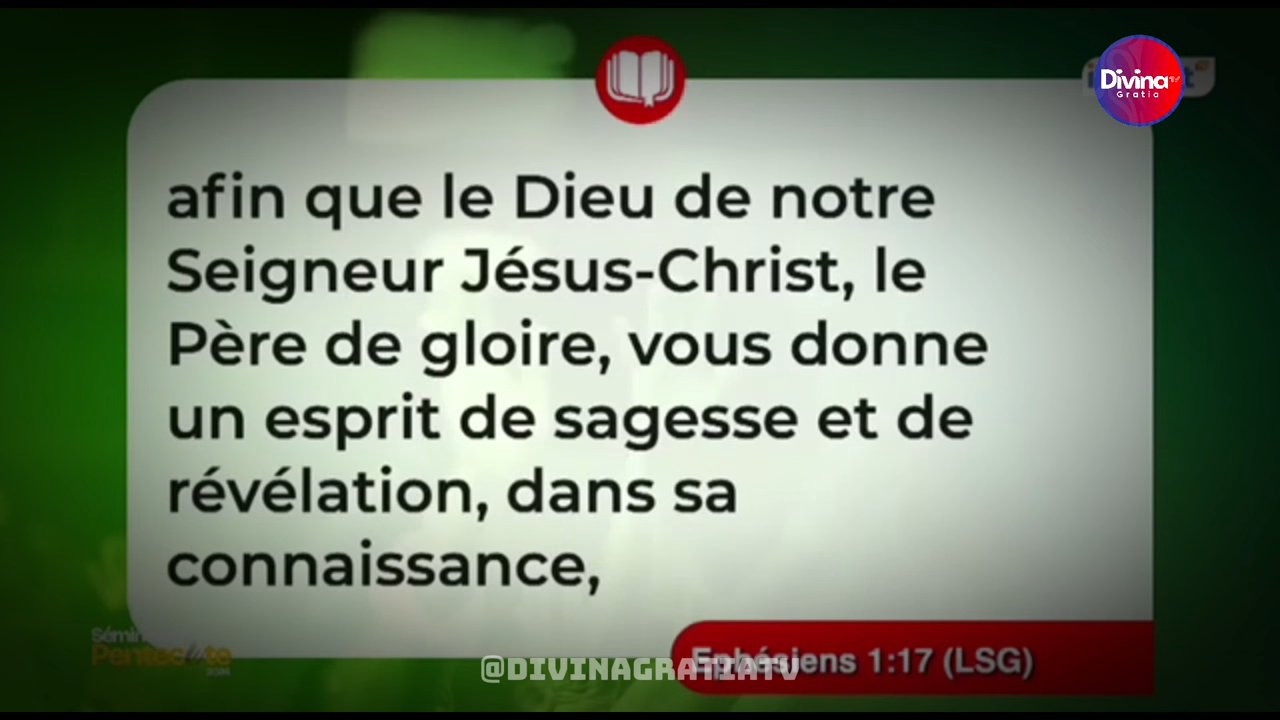 Divina TV
Gratia
afin que le Dieu de notre
Seigneur Jésus-Christ, le
Père de gloire, vous donne
un esprit de sagesse et de
révélation, dans sa
connaissance,
Ephésiens 1:17 (LSG)
@DIVINAGRATIATV